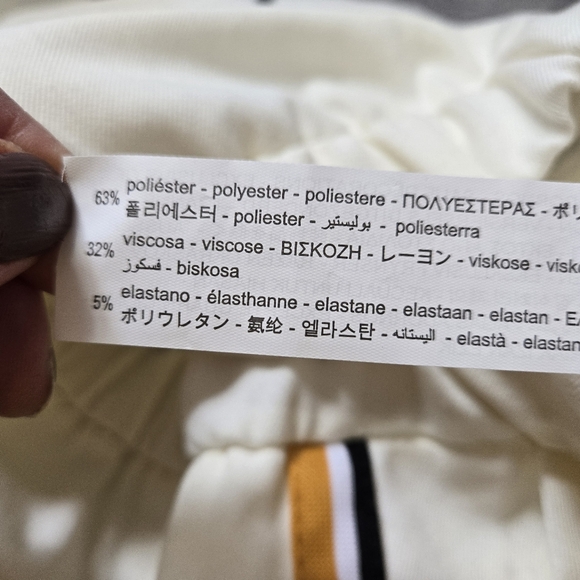 63% poliéster - polyester - poliestere - ΠΟΛΥΕΣΤΕΡΑΣ -
폴리에스터 - poliester - بوليستير - poliesterra
32% viscosa - viscose - ΒΙΣΚΟΖΗ - レーヨン - viskose -
فسكوز - biskosa
5% elastano - élasthanne - elastane - elastaan - elastan -
ポリウレタン - 氨纶 - 엘라스탄 - اليستانه - elastà -